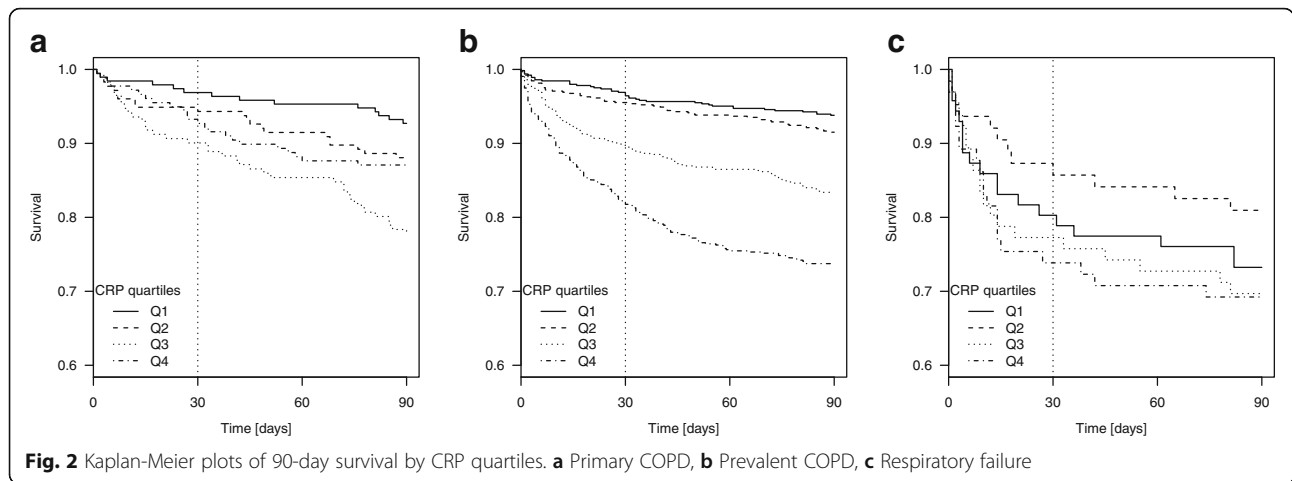 a
1.0
0.9
0.8
0.7
0.6
Survival
CRP quartiles
Q1
Q2
Q3
Q4
0 30 60 90
Time [days]
b
1.0
0.9
0.8
0.7
0.6
Survival
CRP quartiles
Q1
Q2
Q3
Q4
0 30 60 90
Time [days]
c
1.0
0.9
0.8
0.7
0.6
Survival
CRP quartiles
Q1
Q2
Q3
Q4
0 30 60 90
Time [days]
Fig. 2 Kaplan-Meier plots of 90-day survival by CRP quartiles. a Primary COPD, b Prevalent COPD, c Respiratory failure